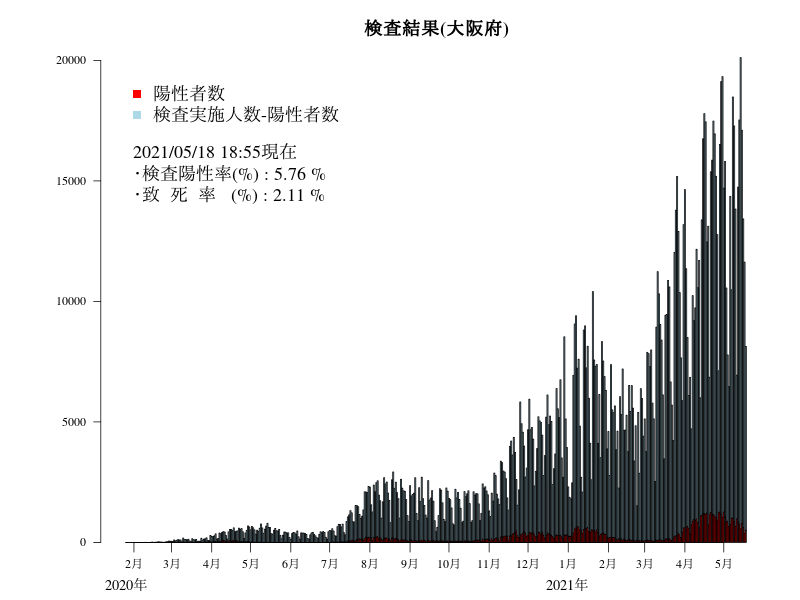 検査結果(大阪府)
陽性者数
検査実施人数-陽性者数
2021/05/18 18:55現在
・検査陽性率(%) : 5.76 %
・致 死 率 (%) : 2.11 %
20000
15000
10000
5000
0
2月 3月 4月 5月 6月 7月 8月 9月 10月 11月 12月 1月 2月 3月 4月 5月
2020年 2021年